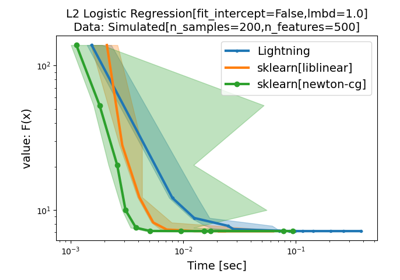 L2 Logistic Regression[fit_intercept=False,lmbd=1.0]
Data: Simulated[n_samples=200,n_features=500]
Lightning
sklearn[liblinear]
sklearn[newton-cg]
value: F(x)
10²
10¹
10⁻³
10⁻²
10⁻¹
Time [sec]